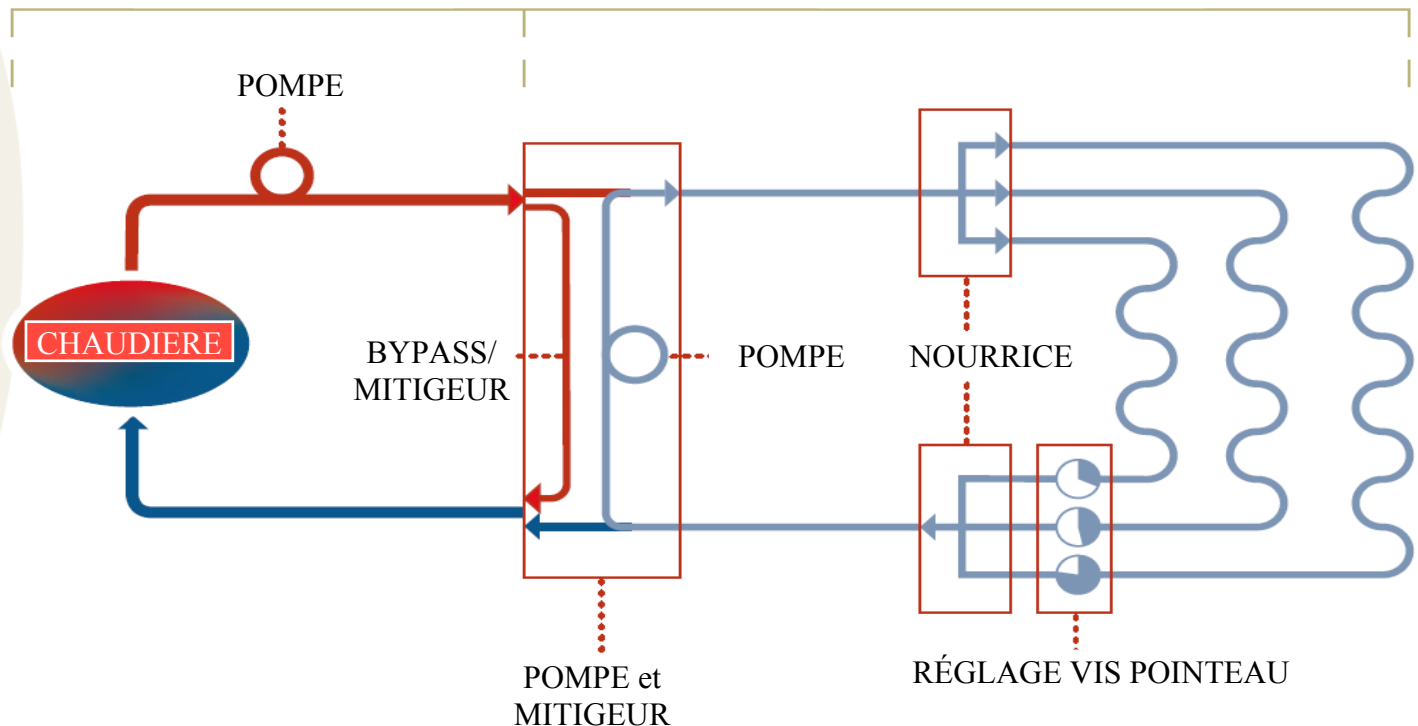 POMPE
CHAUDIERE
BYPASS/
MITIGEUR
POMPE
NOURRICE
POMPE et
MITIGEUR
RÉGLAGE VIS POINTEAU